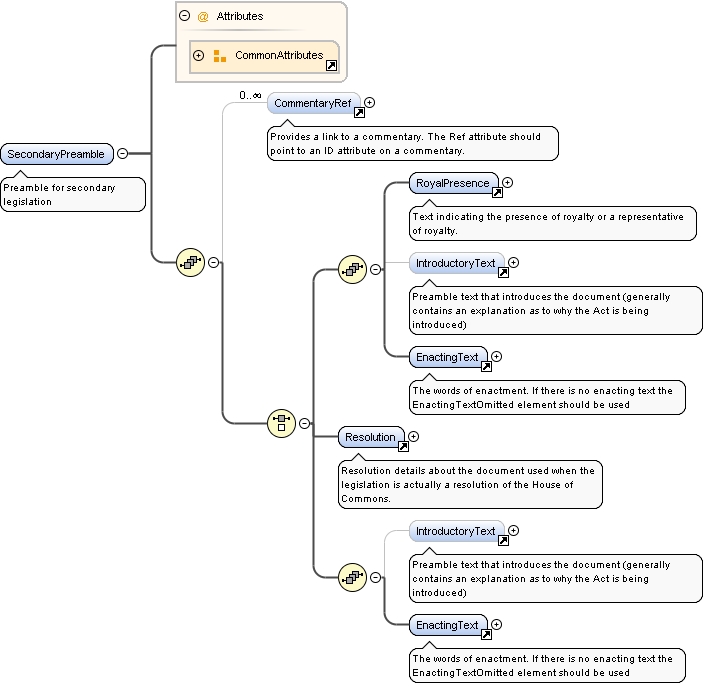 Attributes
CommonAttributes
0..∞
CommentaryRef
Provides a link to a commentary. The Ref attribute should
point to an ID attribute on a commentary.
SecondaryPreamble
Preamble for secondary
legislation
RoyalPresence
Text indicating the presence of royalty or a representative
of royalty.
IntroductoryText
Preamble text that introduces the document (generally
contains an explanation as to why the Act is being
introduced)
EnactingText
The words of enactment. If there is no enacting text the
EnactingTextOmitted element should be used
Resolution
Resolution details about the document used when the
legislation is actually a resolution of the House of
Commons.
IntroductoryText
Preamble text that introduces the document (generally
contains an explanation as to why the Act is being
introduced)
EnactingText
The words of enactment. If there is no enacting text the
EnactingTextOmitted element should be used